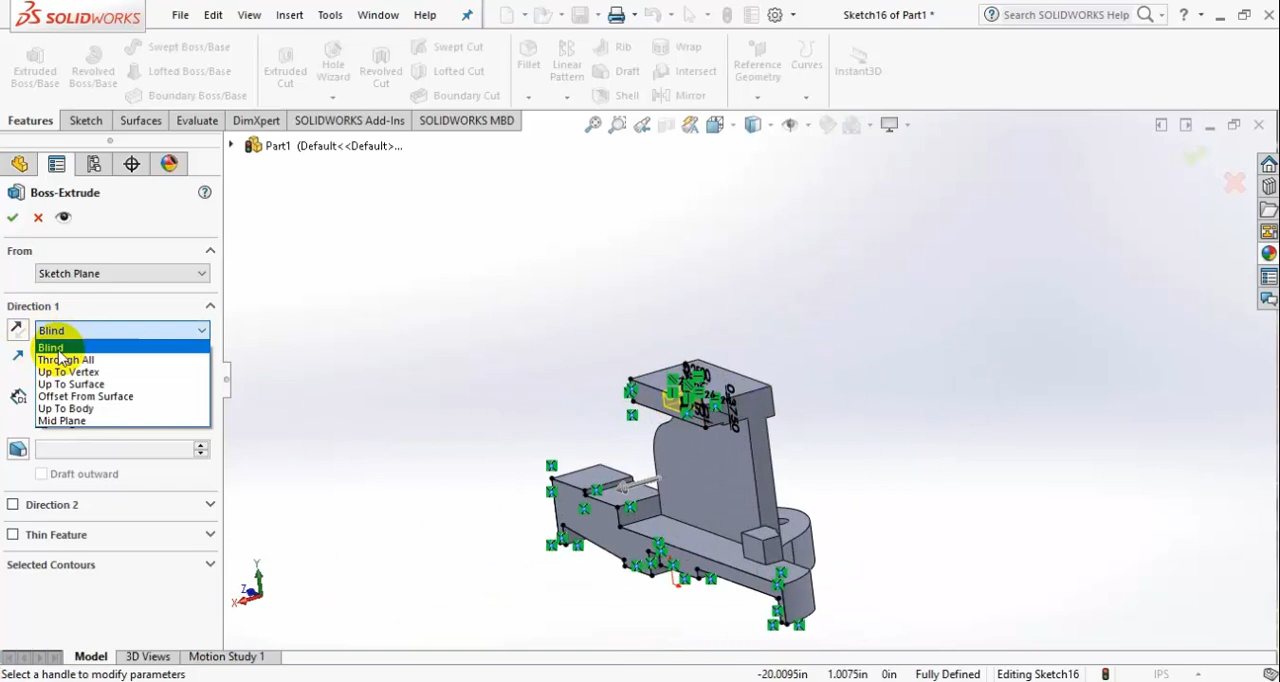 SOLIDWORKS
File Edit View Insert Tools Window Help
Sketch16 of Part1 *
Search SOLIDWORKS Help
Extruded Boss/Base
Revolved Boss/Base
Swept Boss/Base
Lofted Boss/Base
Boundary Boss/Base
Extruded Cut
Hole Wizard
Revolved Cut
Swept Cut
Lofted Cut
Boundary Cut
Fillet
Linear Pattern
Rib
Draft
Shell
Wrap
Intersect
Mirror
Reference Geometry
Curves
Instant3D
Features Sketch Surfaces Evaluate DimXpert SOLIDWORKS Add-Ins SOLIDWORKS MBD
Part1 (Default<<Default>...
Boss-Extrude
From
Sketch Plane
Direction 1
Blind
Blind
Through All
Up To Vertex
Up To Surface
Offset From Surface
Up To Body
Mid Plane
Draft outward
Direction 2
Thin Feature
Selected Contours
Y
Z
X
Model 3D Views Motion Study 1
Select a handle to modify parameters
-20.0095in 1.0075in 0in Fully Defined Editing Sketch16 IPS